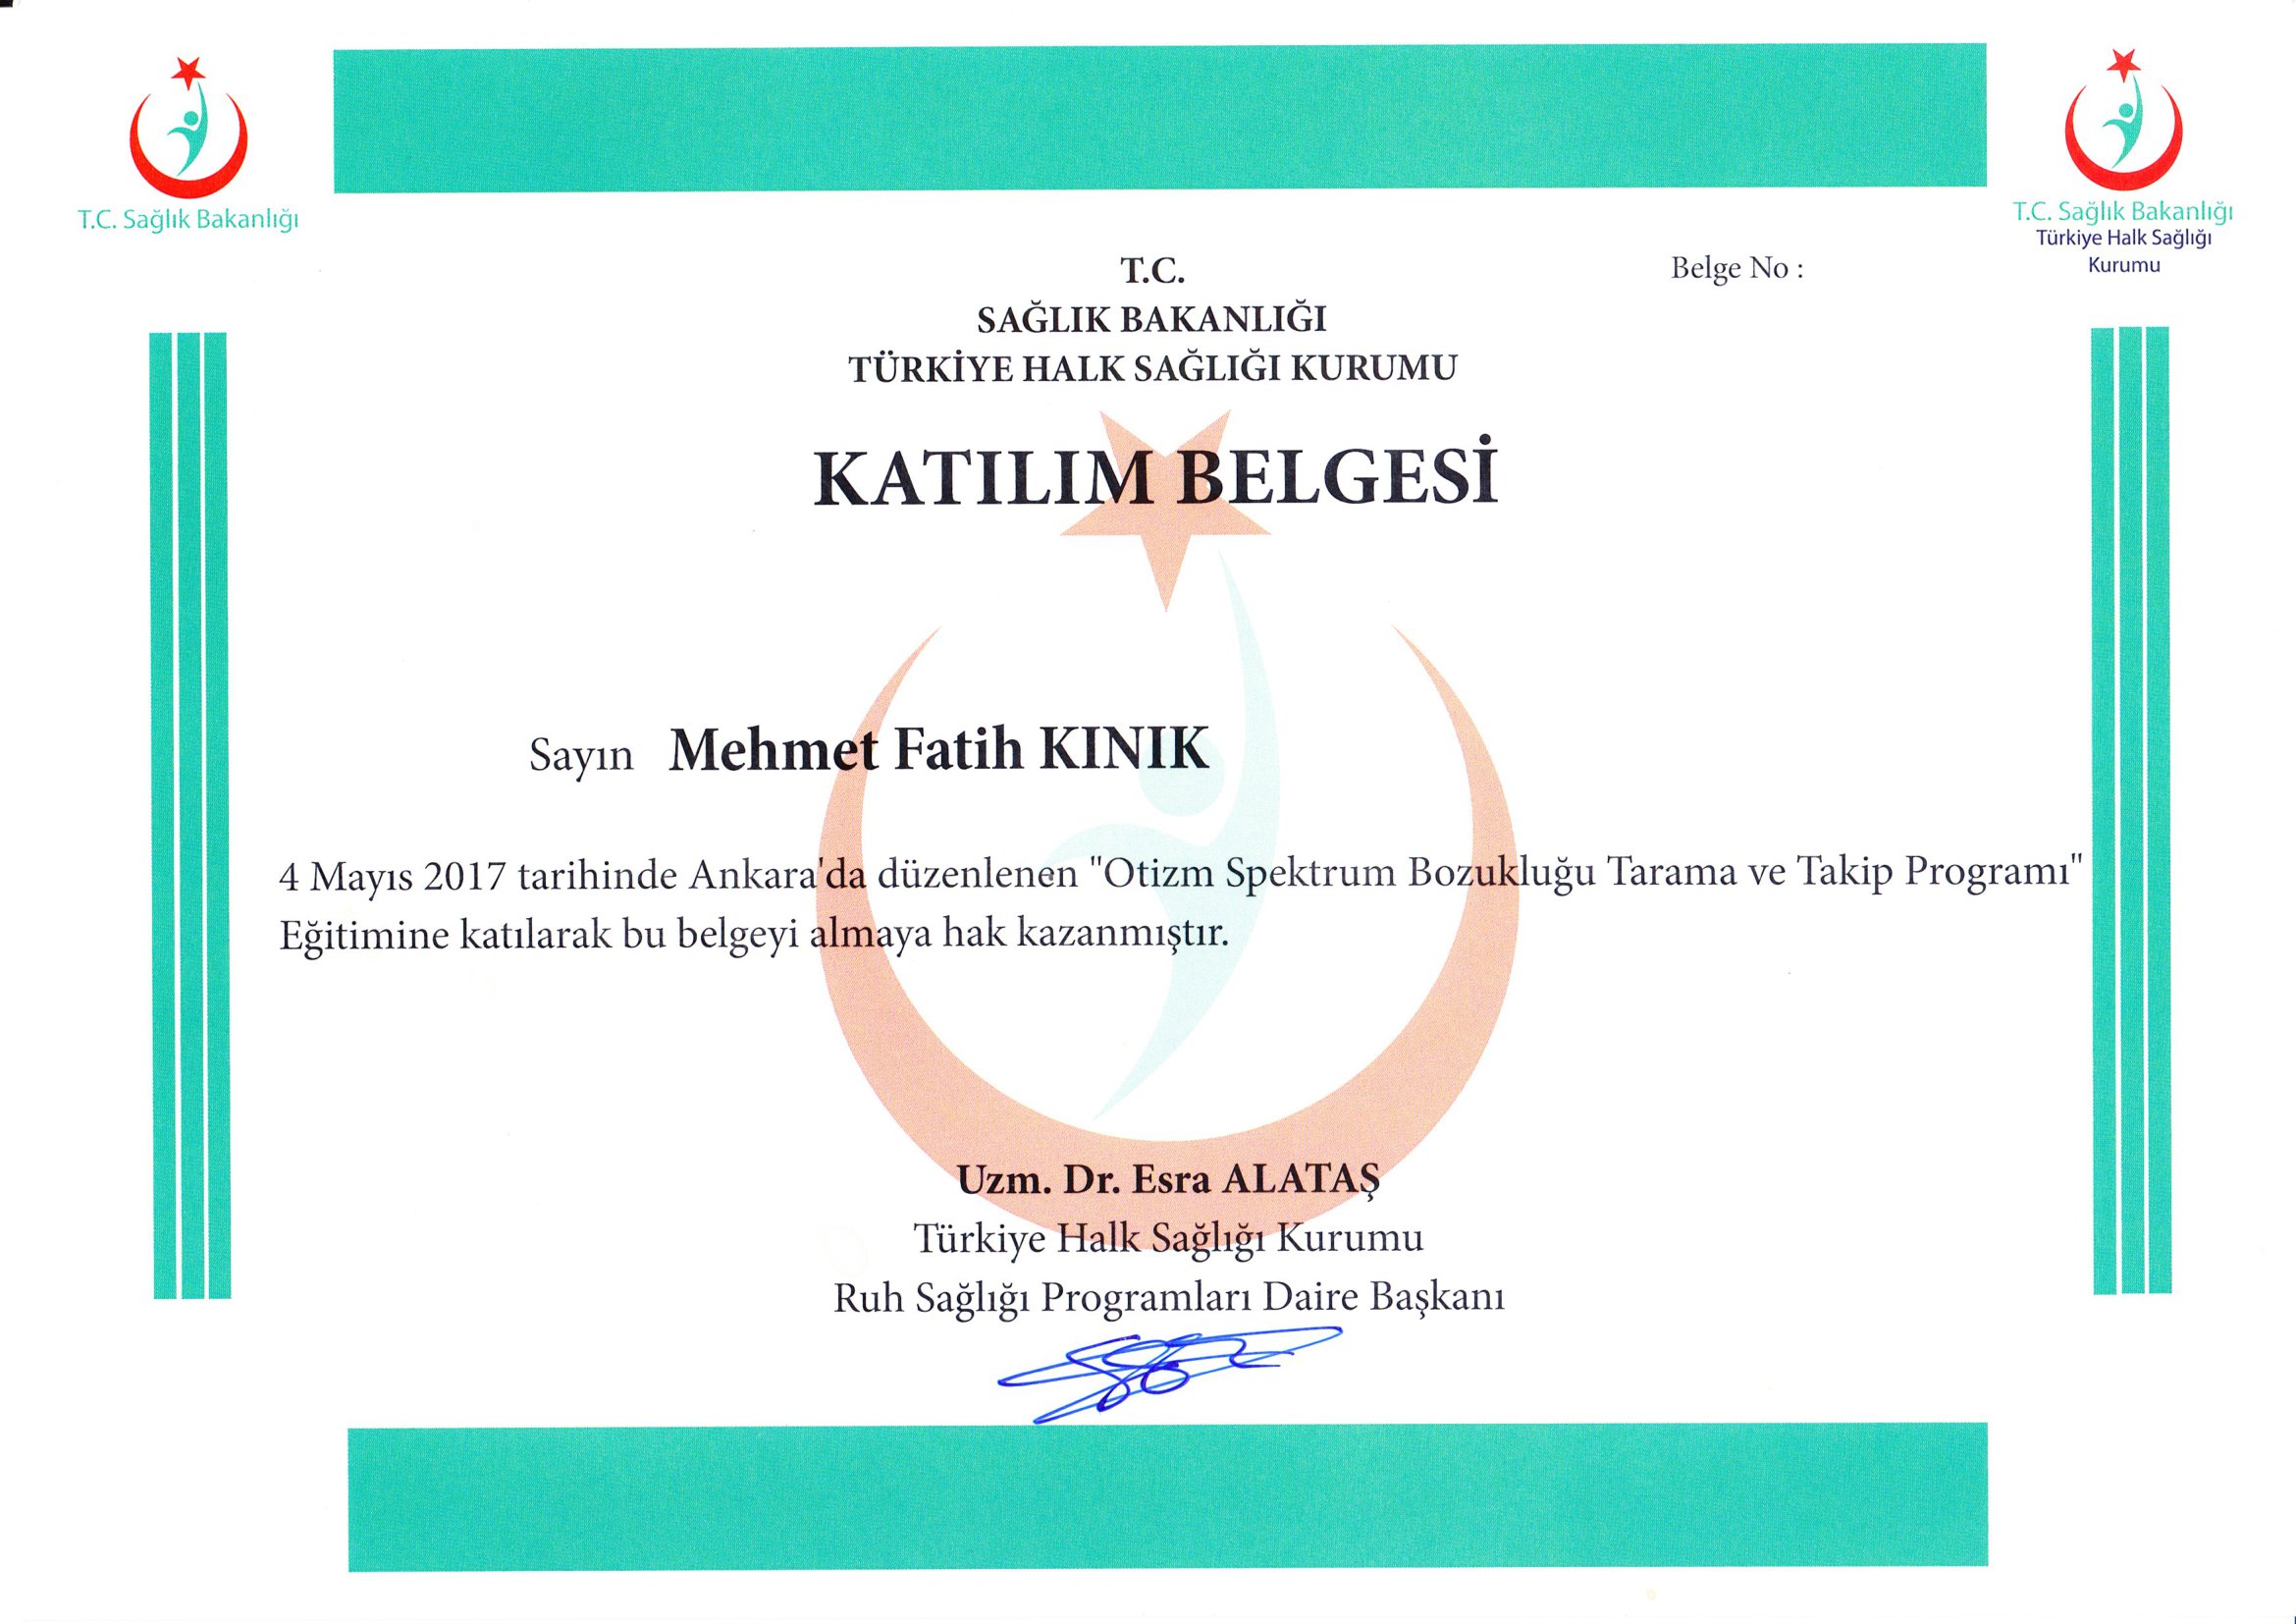 T.C. Sağlık Bakanlığı
T.C. Sağlık Bakanlığı
Türkiye Halk Sağlığı
Kurumu
Belge No :
T.C.
SAĞLIK BAKANLIĞI
TÜRKİYE HALK SAĞLIĞI KURUMU
KATILIM BELGESİ
Sayın Mehmet Fatih KINIK
4 Mayıs 2017 tarihinde Ankara'da düzenlenen "Otizm Spektrum Bozukluğu Tarama ve Takip Programı"
Eğitimine katılarak bu belgeyi almaya hak kazanmıştır.
Uzm. Dr. Esra ALATAŞ
Türkiye Halk Sağlığı Kurumu
Ruh Sağlığı Programları Daire Başkanı